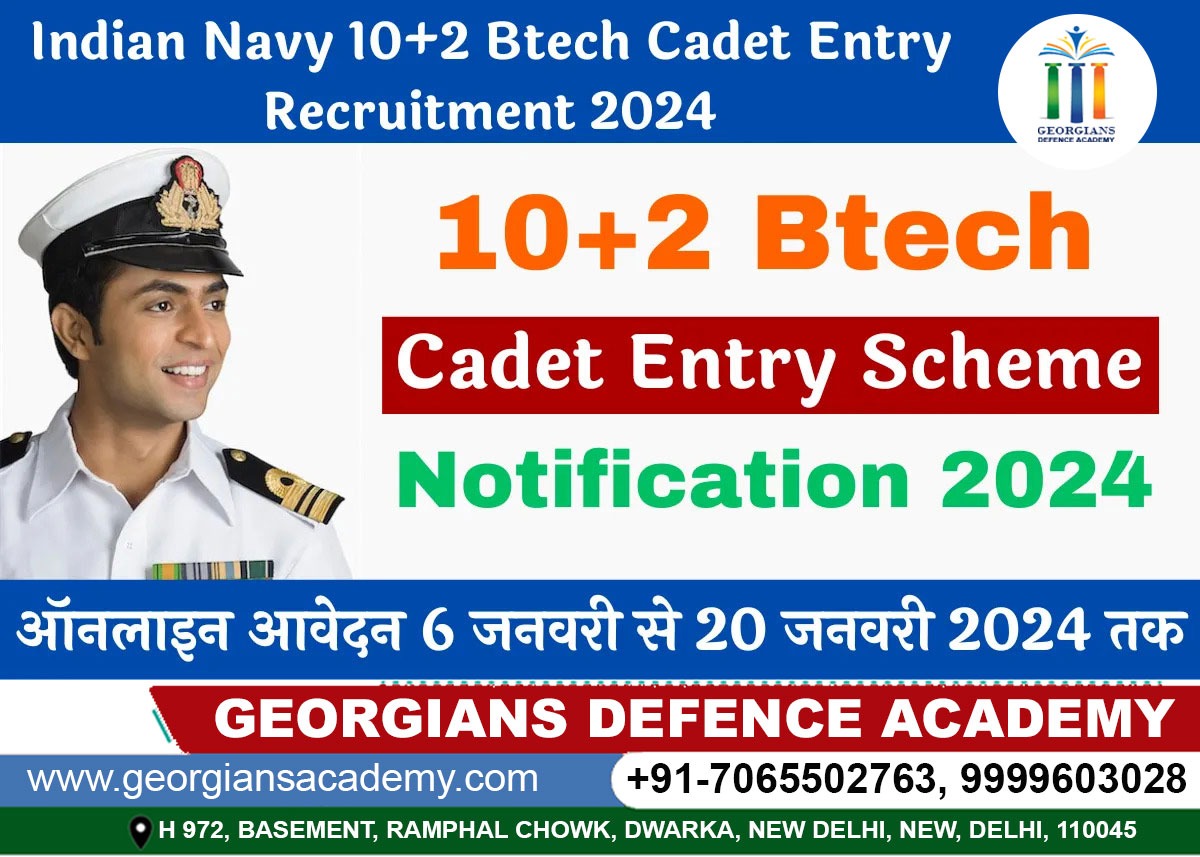 Indian Navy 10+2 Btech Cadet Entry
Recruitment 2024
GEORGIANS
DEFENCE ACADEMY
10+2 Btech
Cadet Entry Scheme
Notification 2024
ऑनलाइन आवेदन 6 जनवरी से 20 जनवरी 2024 तक
GEORGIANS DEFENCE ACADEMY
www.georgiansacademy.com
+91-7065502763, 9999603028
H 972, BASEMENT, RAMPHAL CHOWK, DWARKA, NEW DELHI, NEW, DELHI, 110045